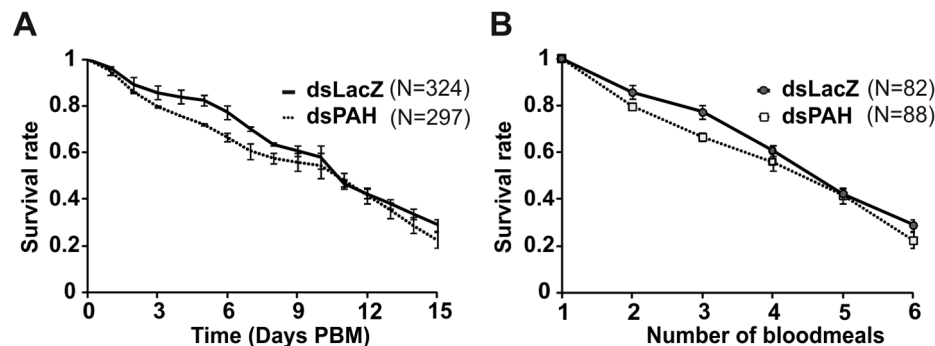 A
B
1
0.8
0.6
0.4
0.2
0
Survival rate
dsLacZ (N=324)
dsPAH (N=297)
0 3 6 9 12 15
Time (Days PBM)
1
0.8
0.6
0.4
0.2
0
Survival rate
dsLacZ (N=82)
dsPAH (N=88)
1 2 3 4 5 6
Number of bloodmeals